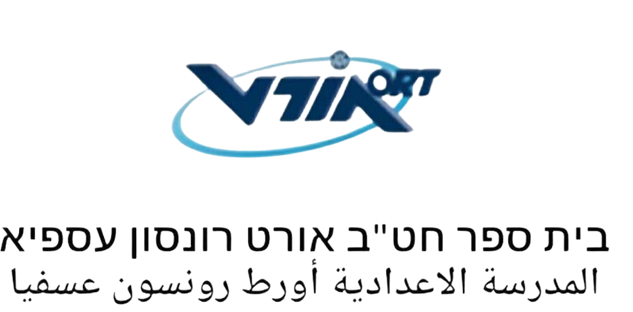 אורט ORT
בית ספר חט"ב אורט רונסון עספיא
المدرسة الاعدادية أورط رونسون عسفيا